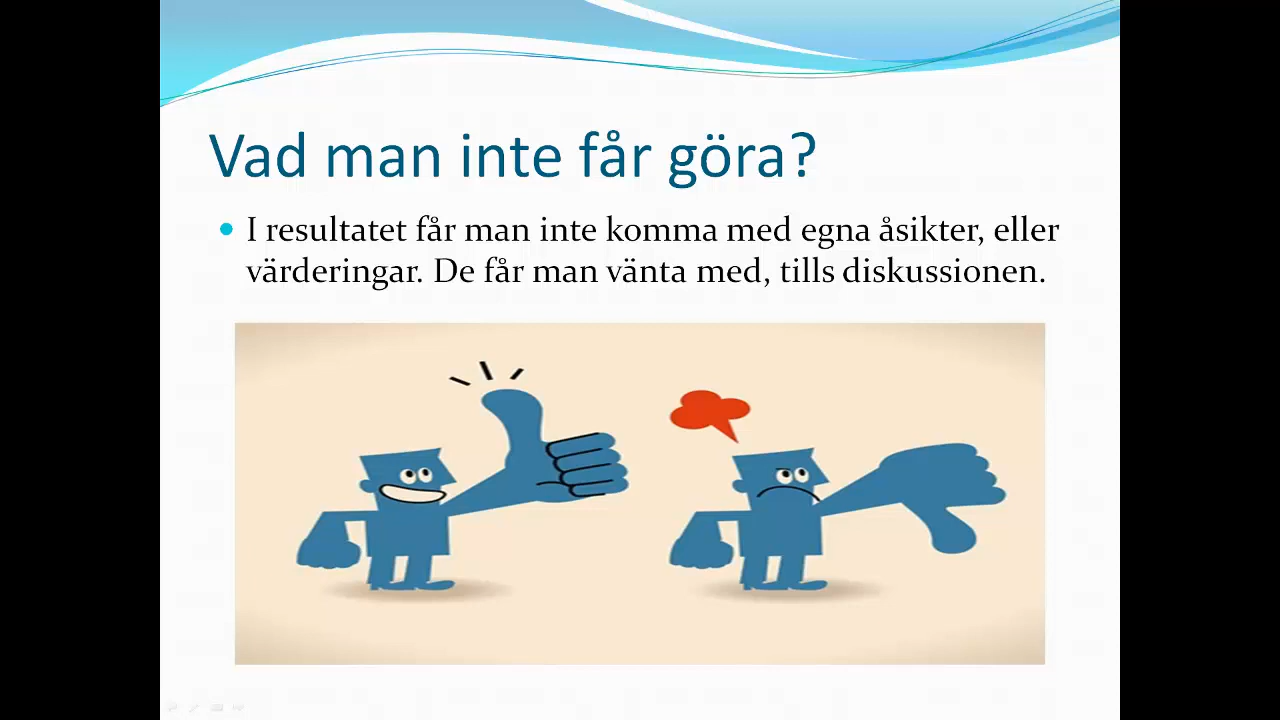 Vad man inte får göra?
I resultatet får man inte komma med egna åsikter, eller
värderingar. De får man vänta med, tills diskussionen.